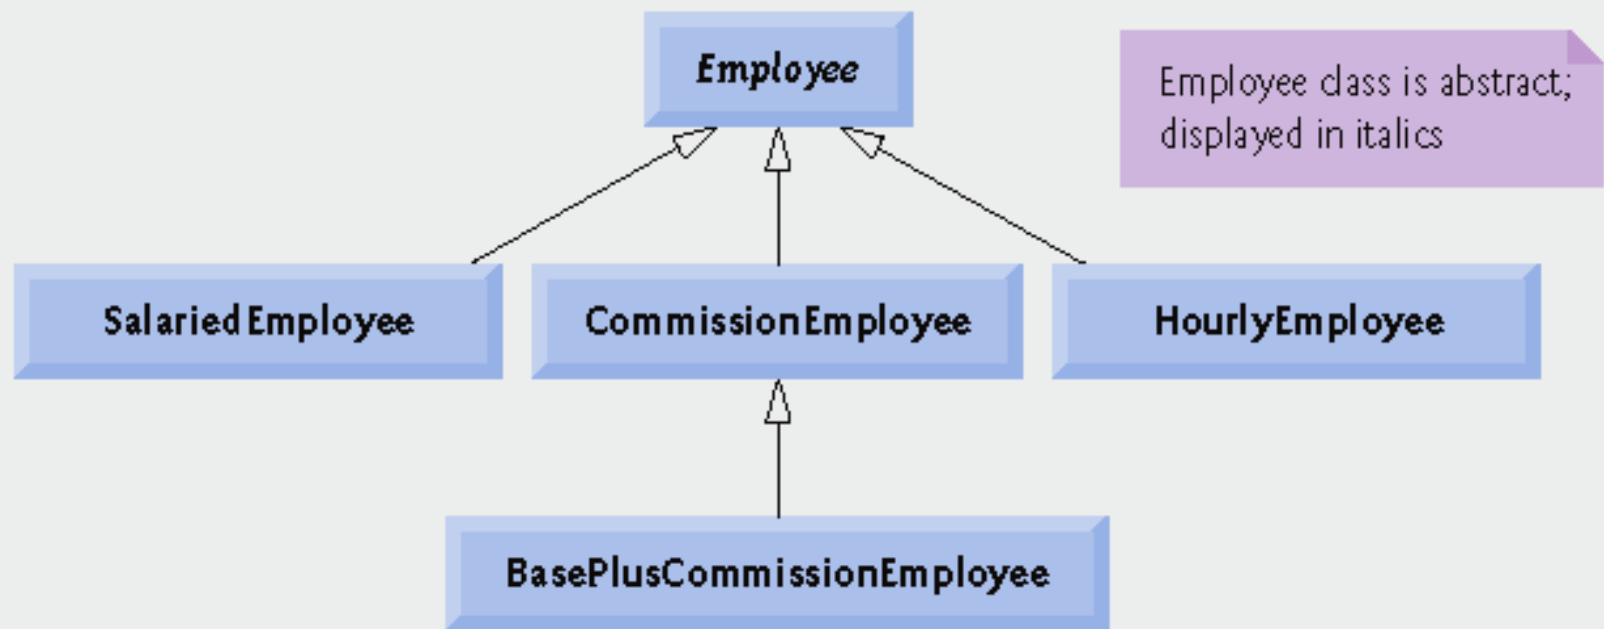 Employee
Employee class is abstract;
displayed in italics
SalariedEmployee
CommissionEmployee
HourlyEmployee
BasePlusCommissionEmployee